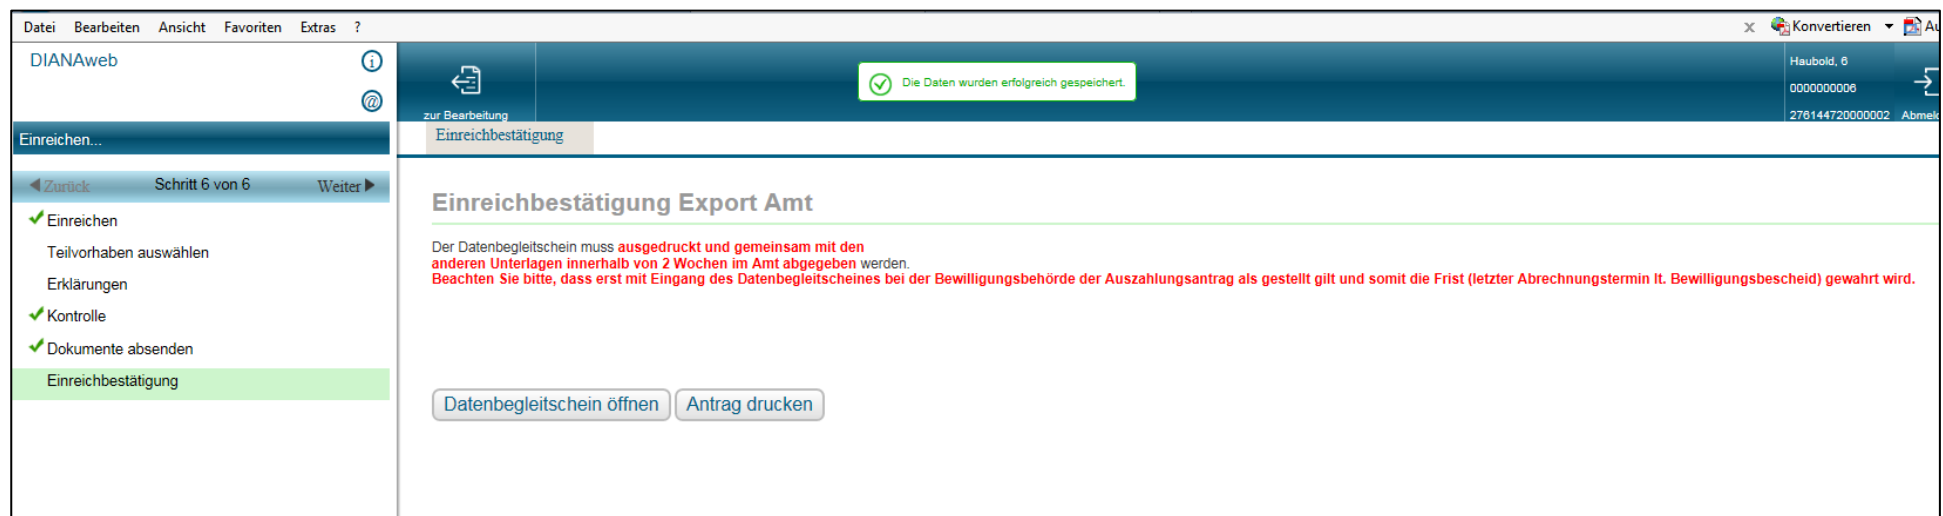 Datei Bearbeiten Ansicht Favoriten Extras ?
x Konvertieren
DIANAweb
zur Bearbeitung
Die Daten wurden erfolgreich gespeichert.
Haubold, 6
0000000006
276144720000002
Einreichen...
Einreichbestätigung
Zurück Schritt 6 von 6 Weiter
Einreichen
Teilvorhaben auswählen
Erklärungen
Kontrolle
Dokumente absenden
Einreichbestätigung
Einreichbestätigung Export Amt
Der Datenbegleitschein muss ausgedruckt und gemeinsam mit den
anderen Unterlagen innerhalb von 2 Wochen im Amt abgegeben werden.
Beachten Sie bitte, dass erst mit Eingang des Datenbegleitscheines bei der Bewilligungsbehörde der Auszahlungsantrag als gestellt gilt und somit die Frist (letzter Abrechnungstermin lt. Bewilligungsbescheid) gewahrt wird.
Datenbegleitschein öffnen Antrag drucken